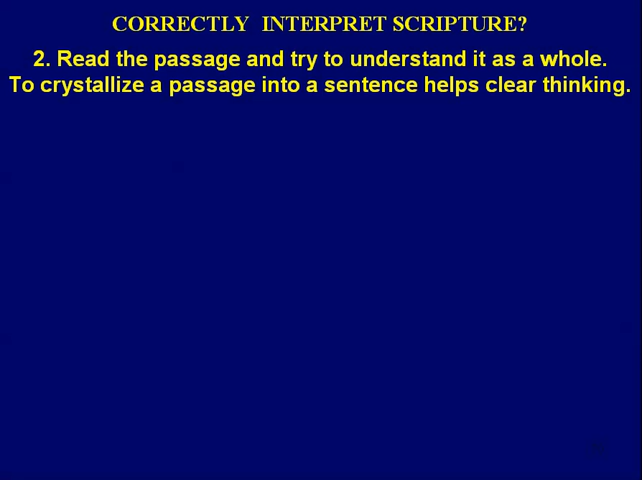 CORRECTLY  INTERPRET SCRIPTURE?
2. Read the passage and try to understand it as a whole.
To crystallize a passage into a sentence helps clear thinking.